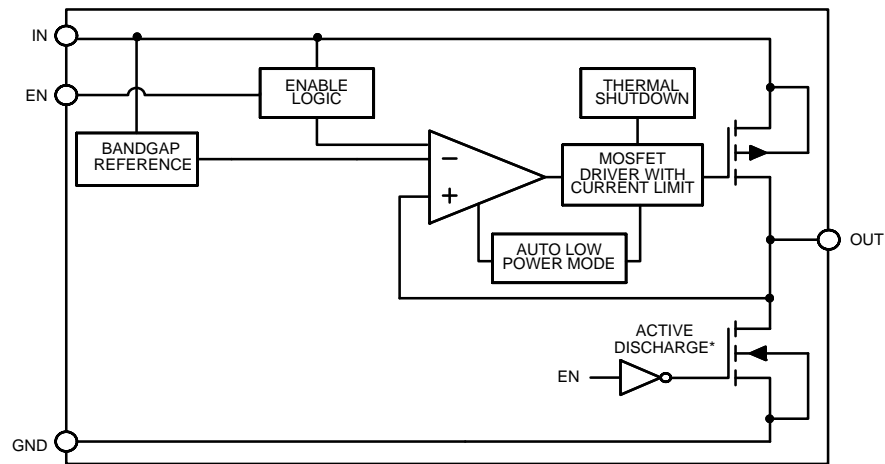 IN
EN
ENABLE
LOGIC
THERMAL
SHUTDOWN
BANDGAP
REFERENCE
−
+
MOSFET
DRIVER WITH
CURRENT LIMIT
AUTO LOW
POWER MODE
OUT
ACTIVE
DISCHARGE*
EN
GND